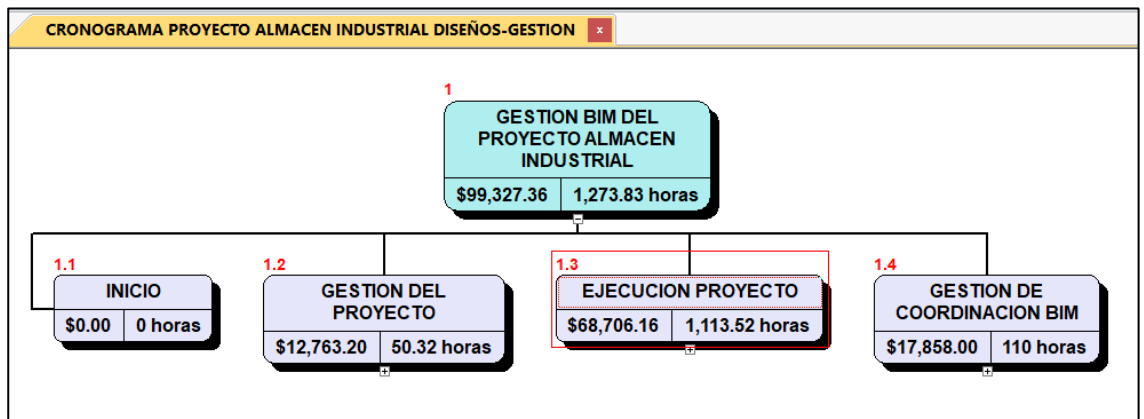 CRONOGRAMA PROYECTO ALMACEN INDUSTRIAL DISEÑOS-GESTION x
1
GESTION BIM DEL
PROYECTO ALMACEN
INDUSTRIAL
$99,327.36 1,273.83 horas
1.1
INICIO
$0.00 0 horas
1.2
GESTION DEL
PROYECTO
$12,763.20 50.32 horas
1.3
EJECUCION PROYECTO
$68,706.16 1,113.52 horas
1.4
GESTION DE
COORDINACION BIM
$17,858.00 110 horas